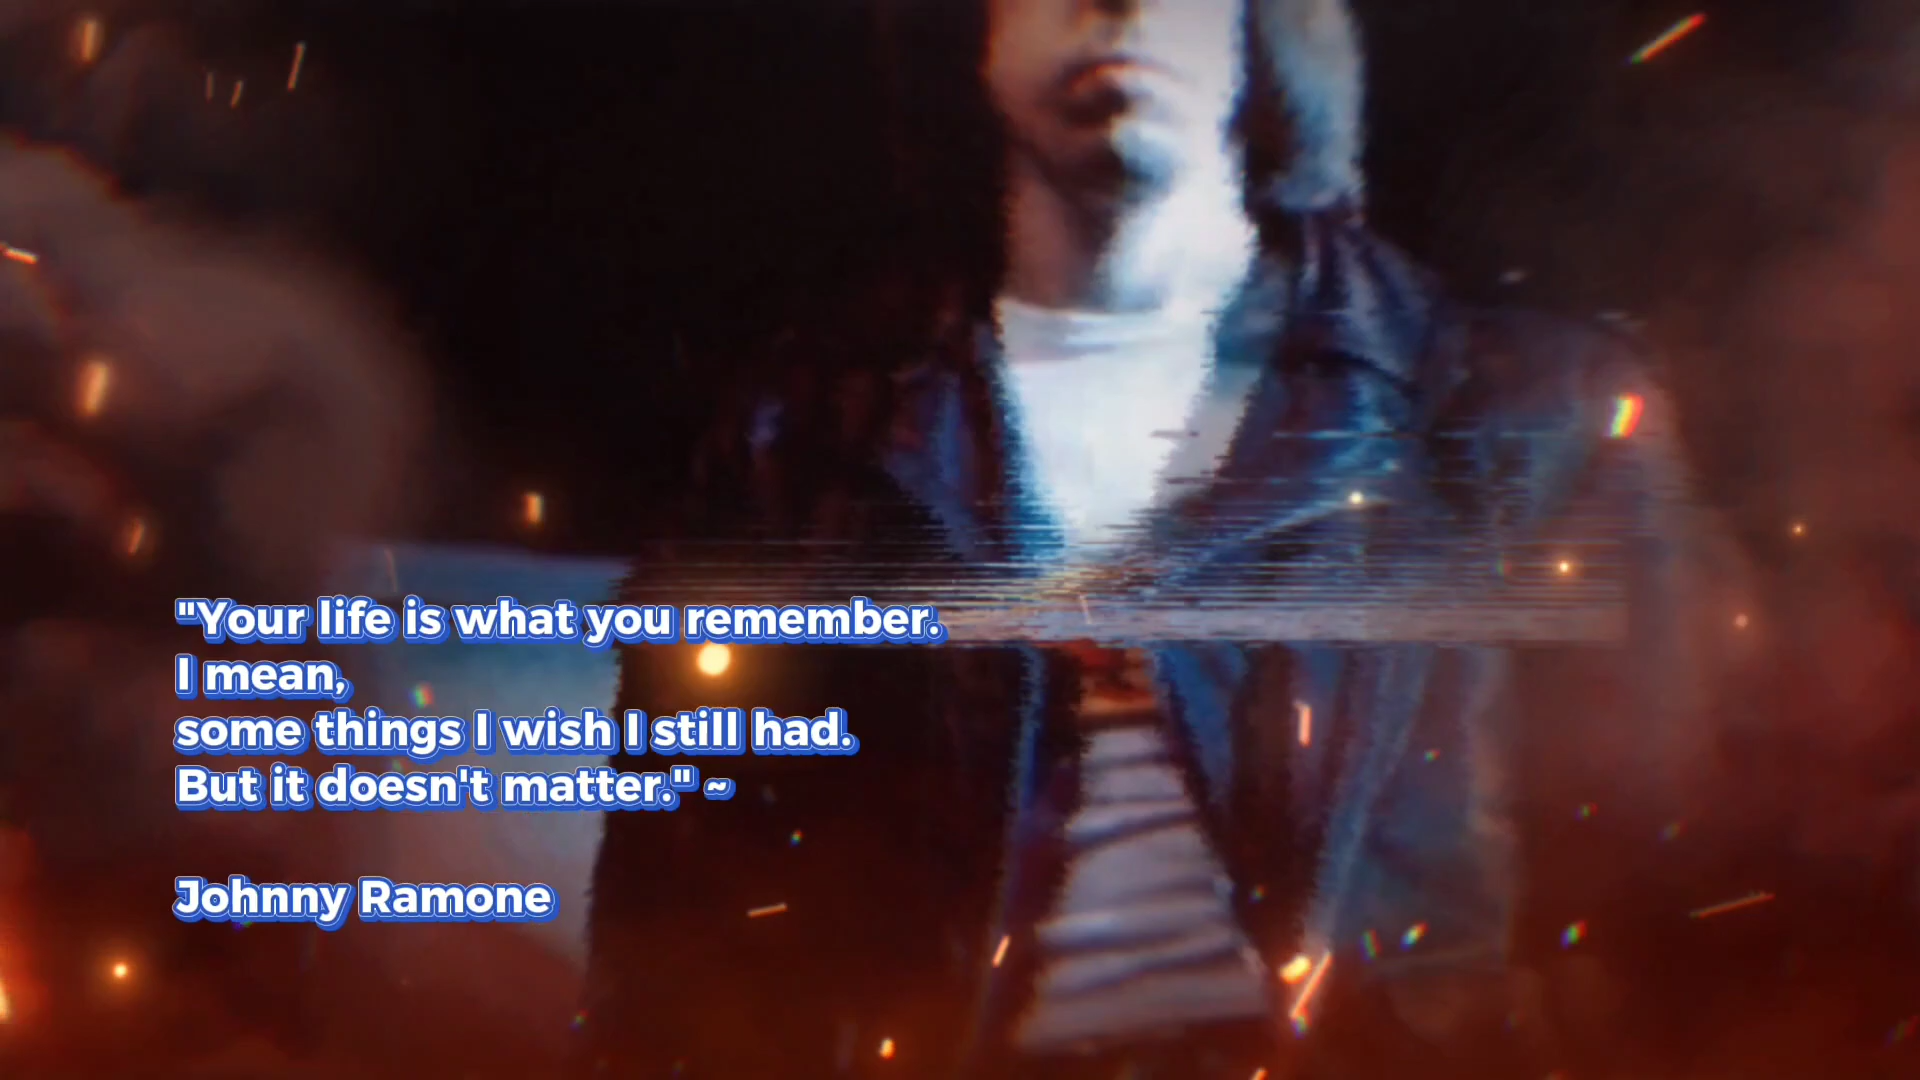 "Your life is what you remember.
I mean,
some things I wish I still had.
But it doesn't matter." ~
Johnny Ramone